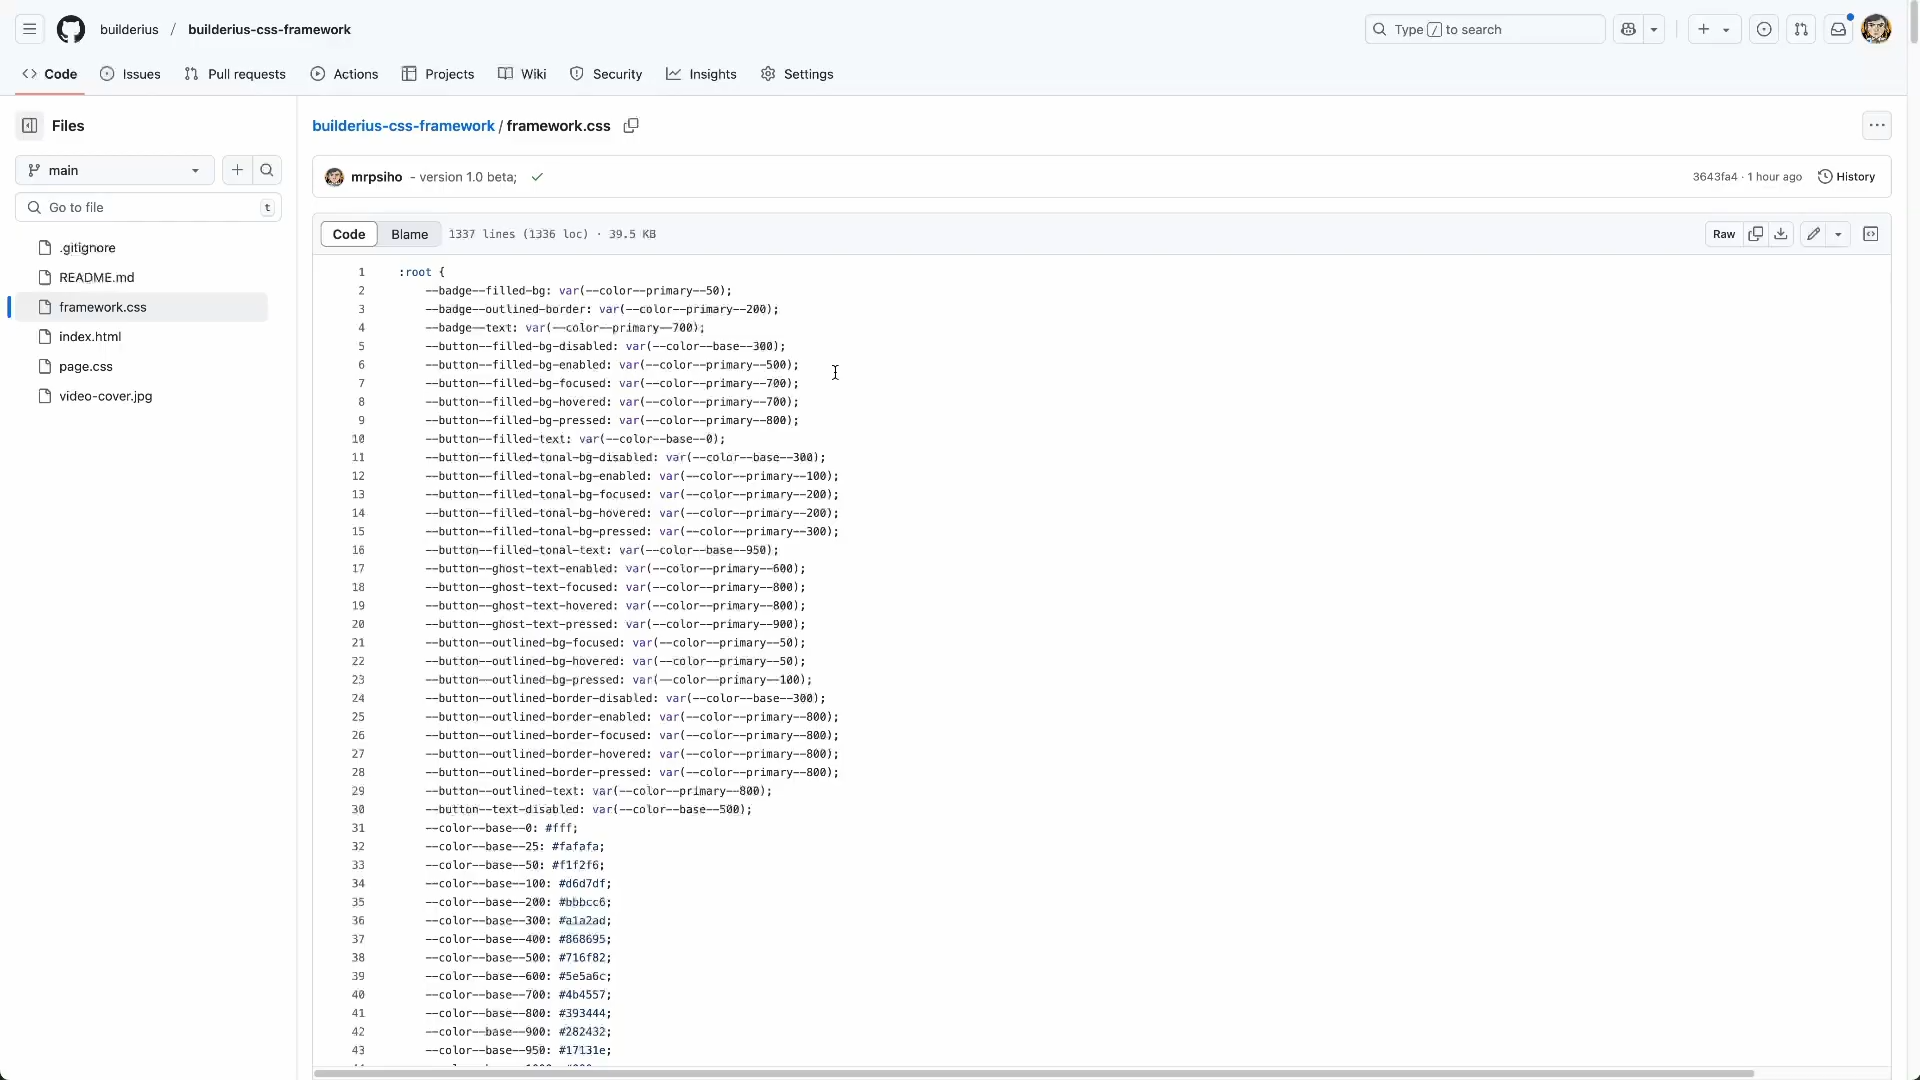 builderius / builderius-css-framework
Type / to search
Code Issues Pull requests Actions Projects Wiki Security Insights Settings
Files
main
Go to file t
.gitignore
README.md
framework.css
index.html
page.css
video-cover.jpg
builderius-css-framework / framework.css
mrpsiho - version 1.0 beta;
3643fa4 · 1 hour ago History
Code Blame 1337 lines (1336 loc) · 39.5 KB
Raw
1 :root {
2 --badge--filled-bg: var(--color--primary--50);
3 --badge--outlined-border: var(--color--primary--200);
4 --badge--text: var(--color--primary--700);
5 --button--filled-bg-disabled: var(--color--base--300);
6 --button--filled-bg-enabled: var(--color--primary--500);
7 --button--filled-bg-focused: var(--color--primary--700);
8 --button--filled-bg-hovered: var(--color--primary--700);
9 --button--filled-bg-pressed: var(--color--primary--800);
10 --button--filled-text: var(--color--base--0);
11 --button--filled-tonal-bg-disabled: var(--color--base--300);
12 --button--filled-tonal-bg-enabled: var(--color--primary--100);
13 --button--filled-tonal-bg-focused: var(--color--primary--200);
14 --button--filled-tonal-bg-hovered: var(--color--primary--200);
15 --button--filled-tonal-bg-pressed: var(--color--primary--300);
16 --button--filled-tonal-text: var(--color--base--950);
17 --button--ghost-text-enabled: var(--color--primary--600);
18 --button--ghost-text-focused: var(--color--primary--800);
19 --button--ghost-text-hovered: var(--color--primary--800);
20 --button--ghost-text-pressed: var(--color--primary--900);
21 --button--outlined-bg-focused: var(--color--primary--50);
22 --button--outlined-bg-hovered: var(--color--primary--50);
23 --button--outlined-bg-pressed: var(--color--primary--100);
24 --button--outlined-border-disabled: var(--color--base--300);
25 --button--outlined-border-enabled: var(--color--primary--800);
26 --button--outlined-border-focused: var(--color--primary--800);
27 --button--outlined-border-hovered: var(--color--primary--800);
28 --button--outlined-border-pressed: var(--color--primary--800);
29 --button--outlined-text: var(--color--primary--800);
30 --button--text-disabled: var(--color--base--500);
31 --color--base--0: #fff;
32 --color--base--25: #fafafa;
33 --color--base--50: #f1f2f6;
34 --color--base--100: #d6d7df;
35 --color--base--200: #bbbcc6;
36 --color--base--300: #a1a2ad;
37 --color--base--400: #868695;
38 --color--base--500: #716f82;
39 --color--base--600: #5e5a6c;
40 --color--base--700: #4b4557;
41 --color--base--800: #393444;
42 --color--base--900: #282432;
43 --color--base--950: #17131e;